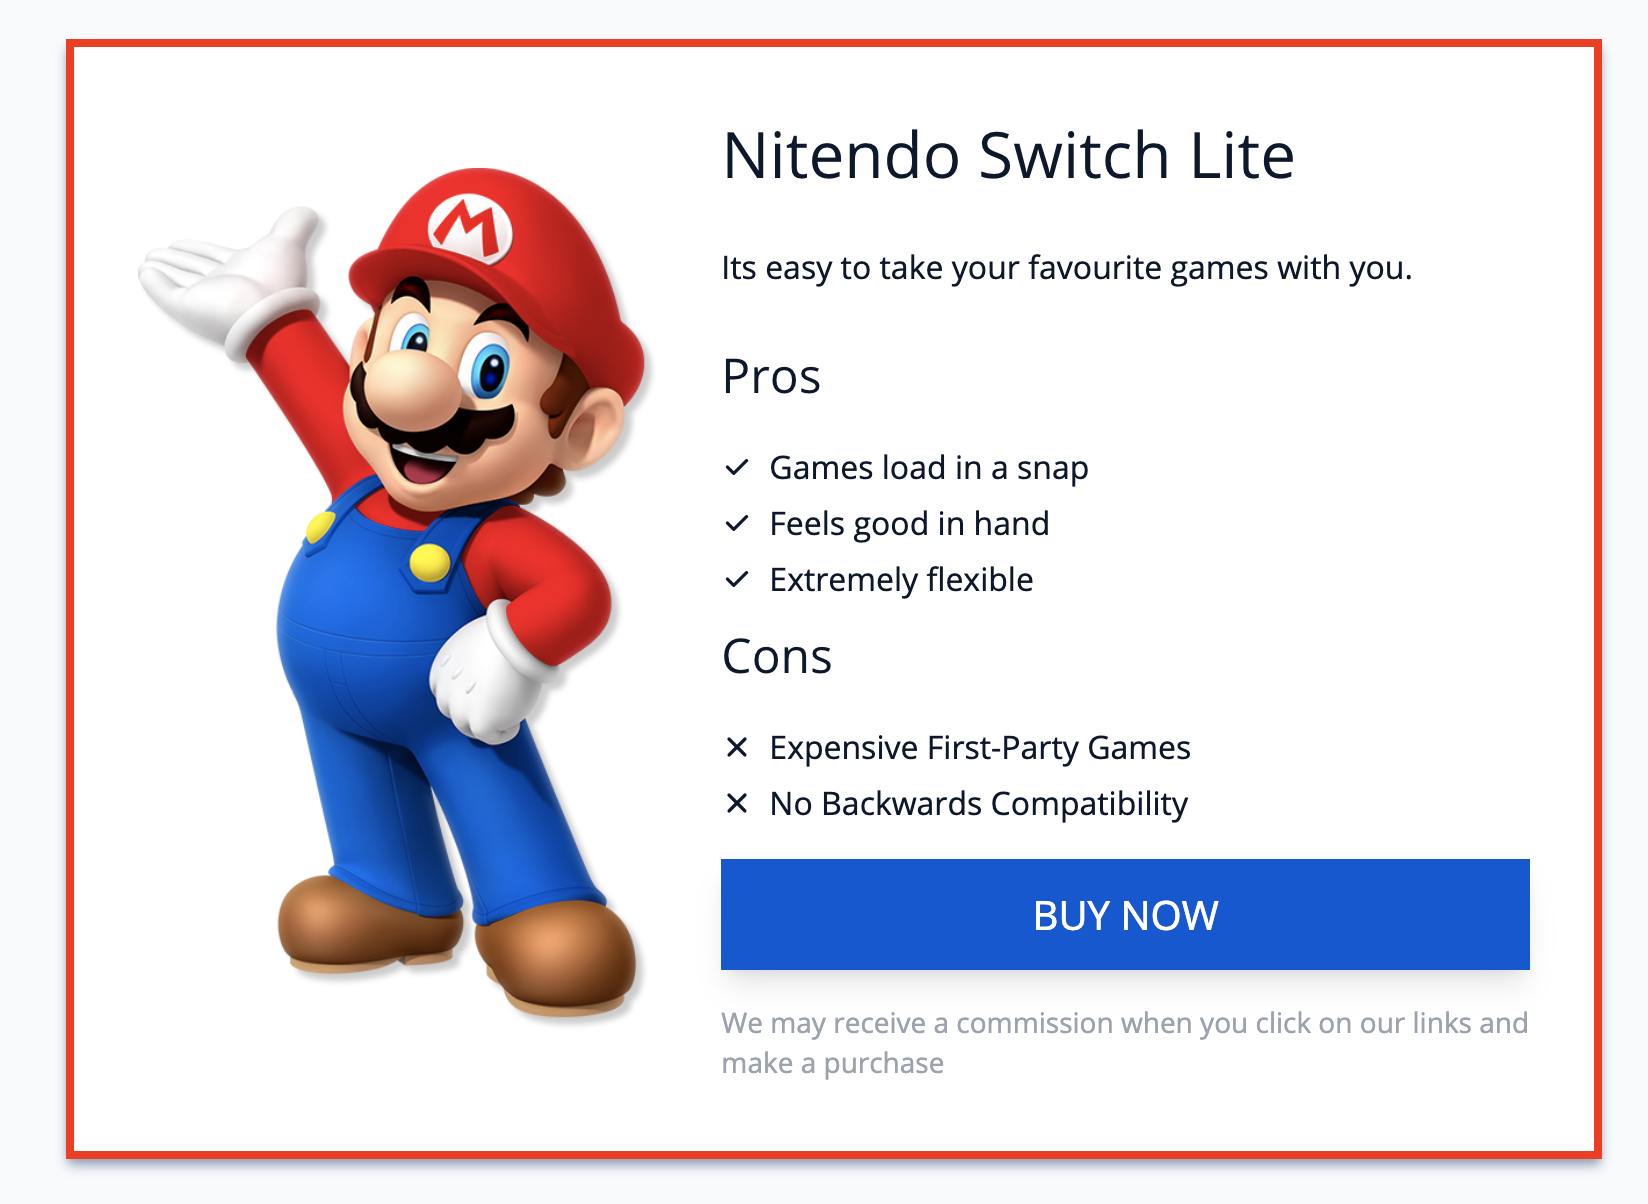 M
Nitendo Switch Lite
Its easy to take your favourite games with you.
Pros
Games load in a snap
Feels good in hand
Extremely flexible
Cons
Expensive First-Party Games
No Backwards Compatibility
BUY NOW
We may receive a commission when you click on our links and
make a purchase